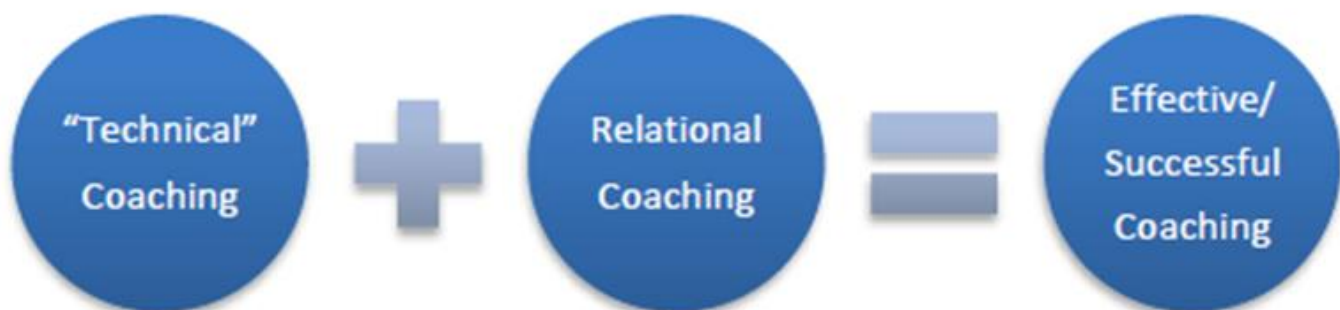 “Technical”
Coaching
Relational
Coaching
Effective/
Successful
Coaching